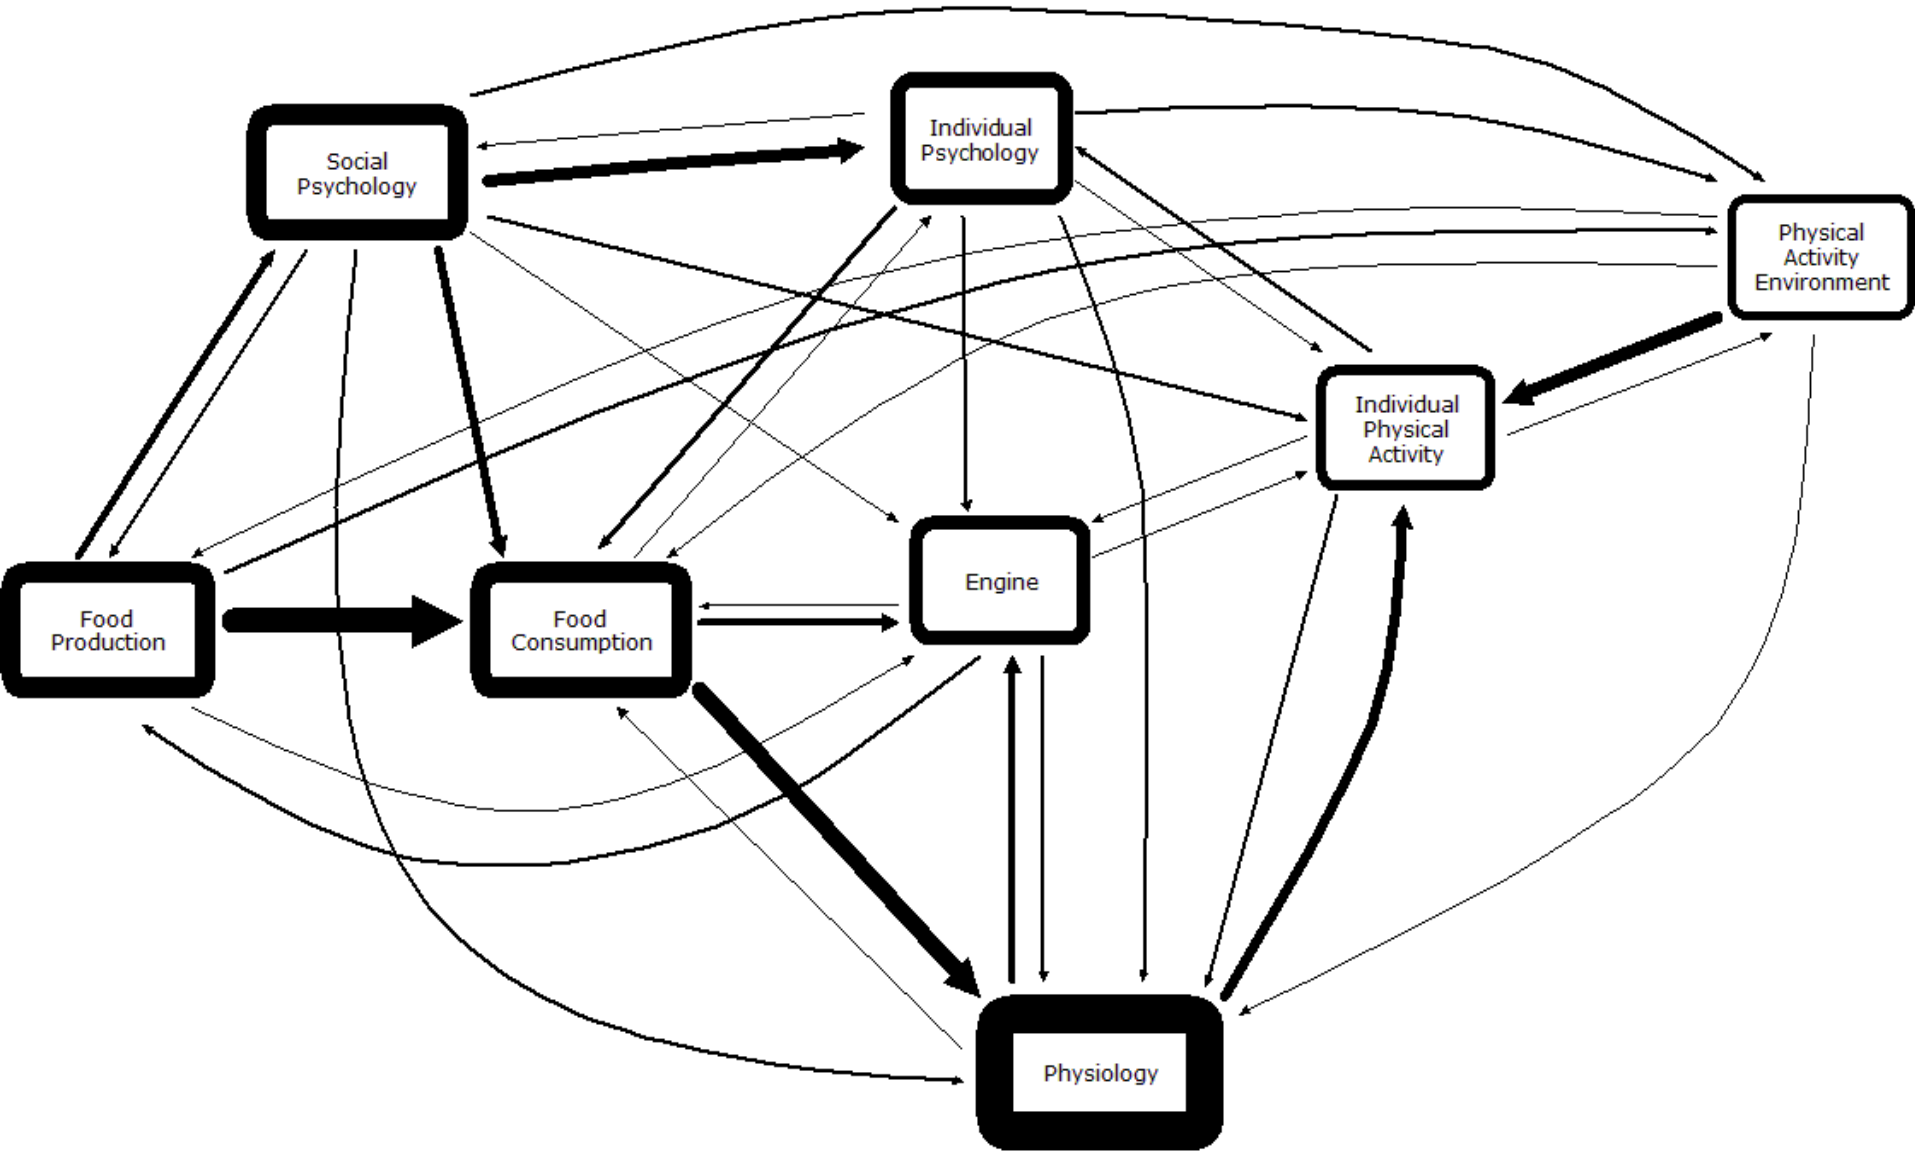 Individual
Psychology
Social
Psychology
Physical
Activity
Environment
Individual
Physical
Activity
Engine
Food
Production
Food
Consumption
Physiology